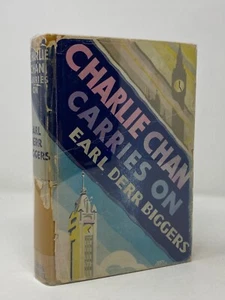 CHARLIE
CHAN
CARRIES
ON
EARL
DERR
BIGGERS
CHARLIE CHAN
CARRIES ON
EARL DERR BIGGERS